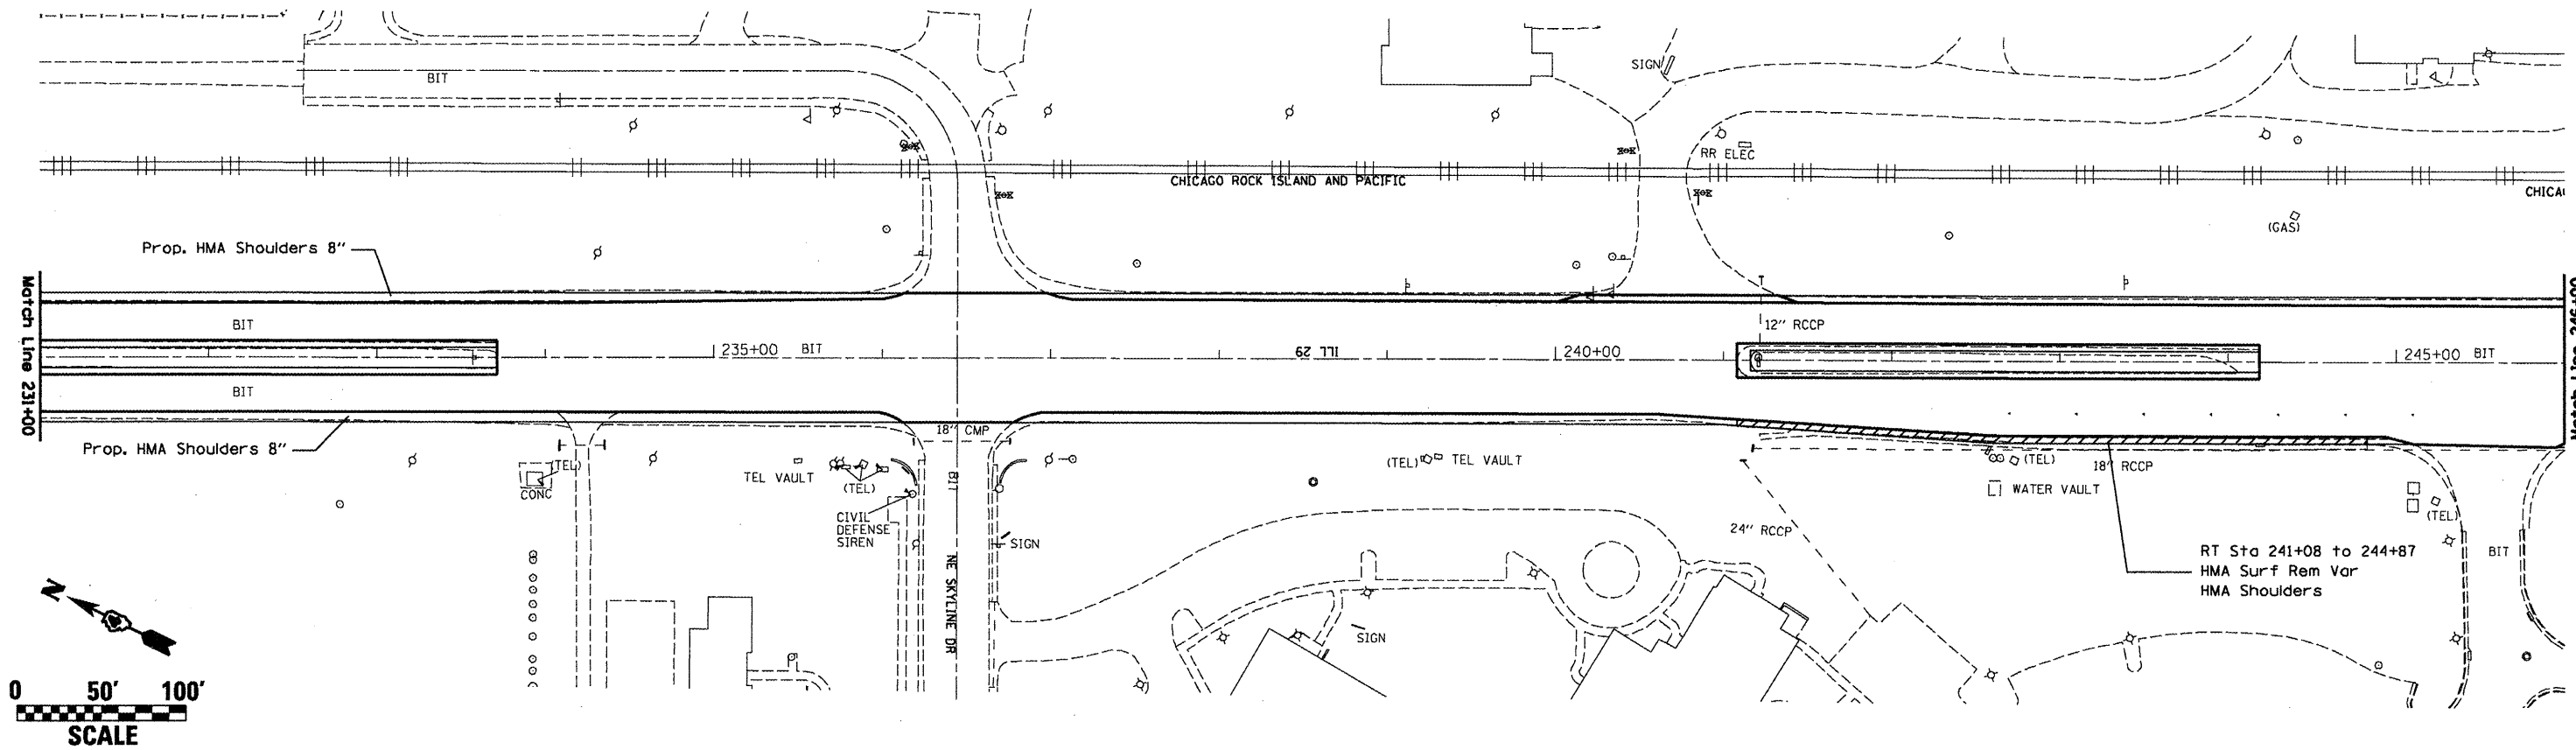 BIT
SIGN
RR ELEC
CHICAGO ROCK ISLAND AND PACIFIC
CHICA
(GAS)
Prop. HMA Shoulders 8"
Match Line 231+00
BIT
12" RCCP
235+00
BIT
ILL 29
240+00
245+00
BIT
BIT
Prop. HMA Shoulders 8"
18" CMP
(TEL)
CONC
TEL VAULT
(TEL)
CIVIL
DEFENSE
SIREN
BIT
SIGN
NE SKYLINE DR
(TEL)
TEL VAULT
(TEL)
18" RCCP
WATER VAULT
24" RCCP
(TEL)
BIT
RT Sta 241+08 to 244+87
HMA Surf Rem Var
HMA Shoulders
SIGN
N
0 50' 100'
SCALE